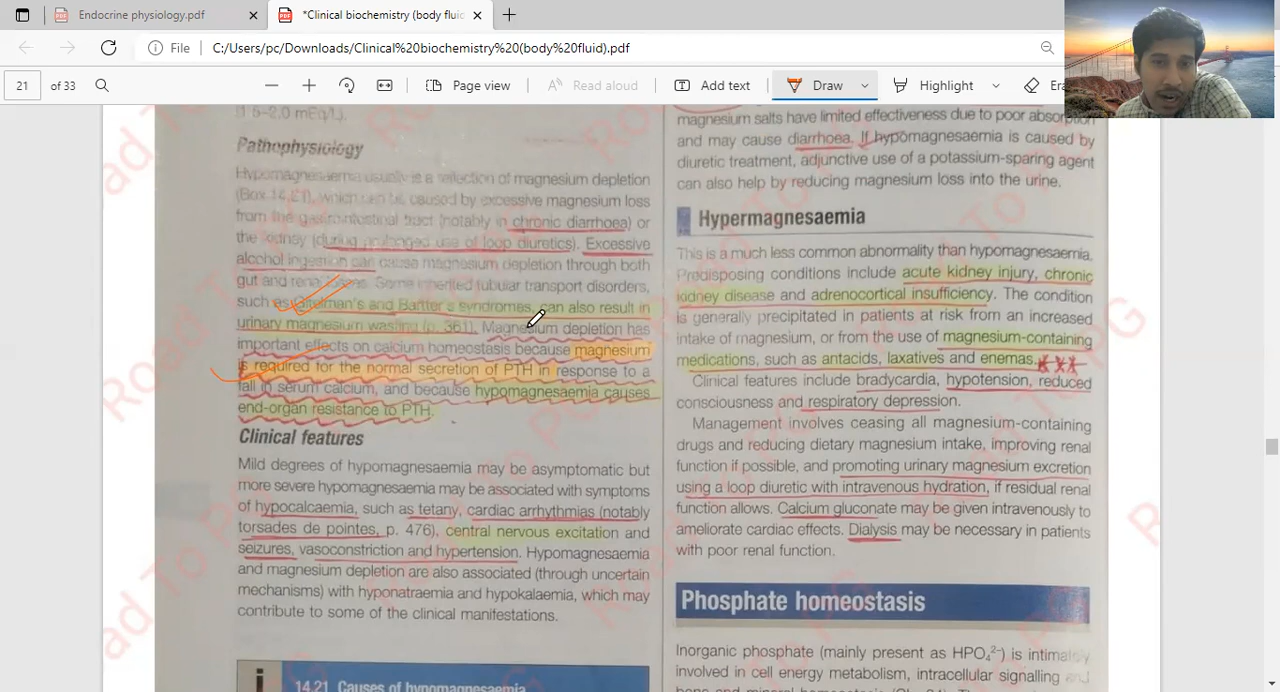 Endocrine physiology.pdf
*Clinical biochemistry (body fluid
File
C:/Users/pc/Downloads/Clinical%20biochemistry%20(body%20fluid).pdf
21 of 33
Page view
Read aloud
Add text
Draw
Highlight
Era
1.5–2.0 mEq/L).
Pathophysiology
Hypomagnesaemia usually is a reflection of magnesium depletion
(Box 14.21), which can be caused by excessive magnesium loss
from the gastrointestinal tract (notably in chronic diarrhoea) or
the kidney (during prolonged use of loop diuretics). Excessive
alcohol ingestion can cause magnesium depletion through both
gut and renal losses. Some inherited tubular transport disorders,
such as Gitelman's and Bartter's syndromes, can also result in
urinary magnesium wasting (p. 361). Magnesium depletion has
important effects on calcium homeostasis because magnesium
is required for the normal secretion of PTH in response to a
fall in serum calcium, and because hypomagnesaemia causes
end-organ resistance to PTH.
Clinical features
Mild degrees of hypomagnesaemia may be asymptomatic but
more severe hypomagnesaemia may be associated with symptoms
of hypocalcaemia, such as tetany, cardiac arrhythmias (notably
torsades de pointes, p. 476), central nervous excitation and
seizures, vasoconstriction and hypertension. Hypomagnesaemia
and magnesium depletion are also associated (through uncertain
mechanisms) with hyponatraemia and hypokalaemia, which may
contribute to some of the clinical manifestations.
i 14.21 Causes of hypomagnesaemia
magnesium salts have limited effectiveness due to poor absorption
and may cause diarrhoea. If hypomagnesaemia is caused by
diuretic treatment, adjunctive use of a potassium-sparing agent
can also help by reducing magnesium loss into the urine.
Hypermagnesaemia
This is a much less common abnormality than hypomagnesaemia.
Predisposing conditions include acute kidney injury, chronic
kidney disease and adrenocortical insufficiency. The condition
is generally precipitated in patients at risk from an increased
intake of magnesium, or from the use of magnesium-containing
medications, such as antacids, laxatives and enemas.
Clinical features include bradycardia, hypotension, reduced
consciousness and respiratory depression.
Management involves ceasing all magnesium-containing
drugs and reducing dietary magnesium intake, improving renal
function if possible, and promoting urinary magnesium excretion
using a loop diuretic with intravenous hydration, if residual renal
function allows. Calcium gluconate may be given intravenously to
ameliorate cardiac effects. Dialysis may be necessary in patients
with poor renal function.
Phosphate homeostasis
Inorganic phosphate (mainly present as HPO₄²⁻) is intimately
involved in cell energy metabolism, intracellular signalling and